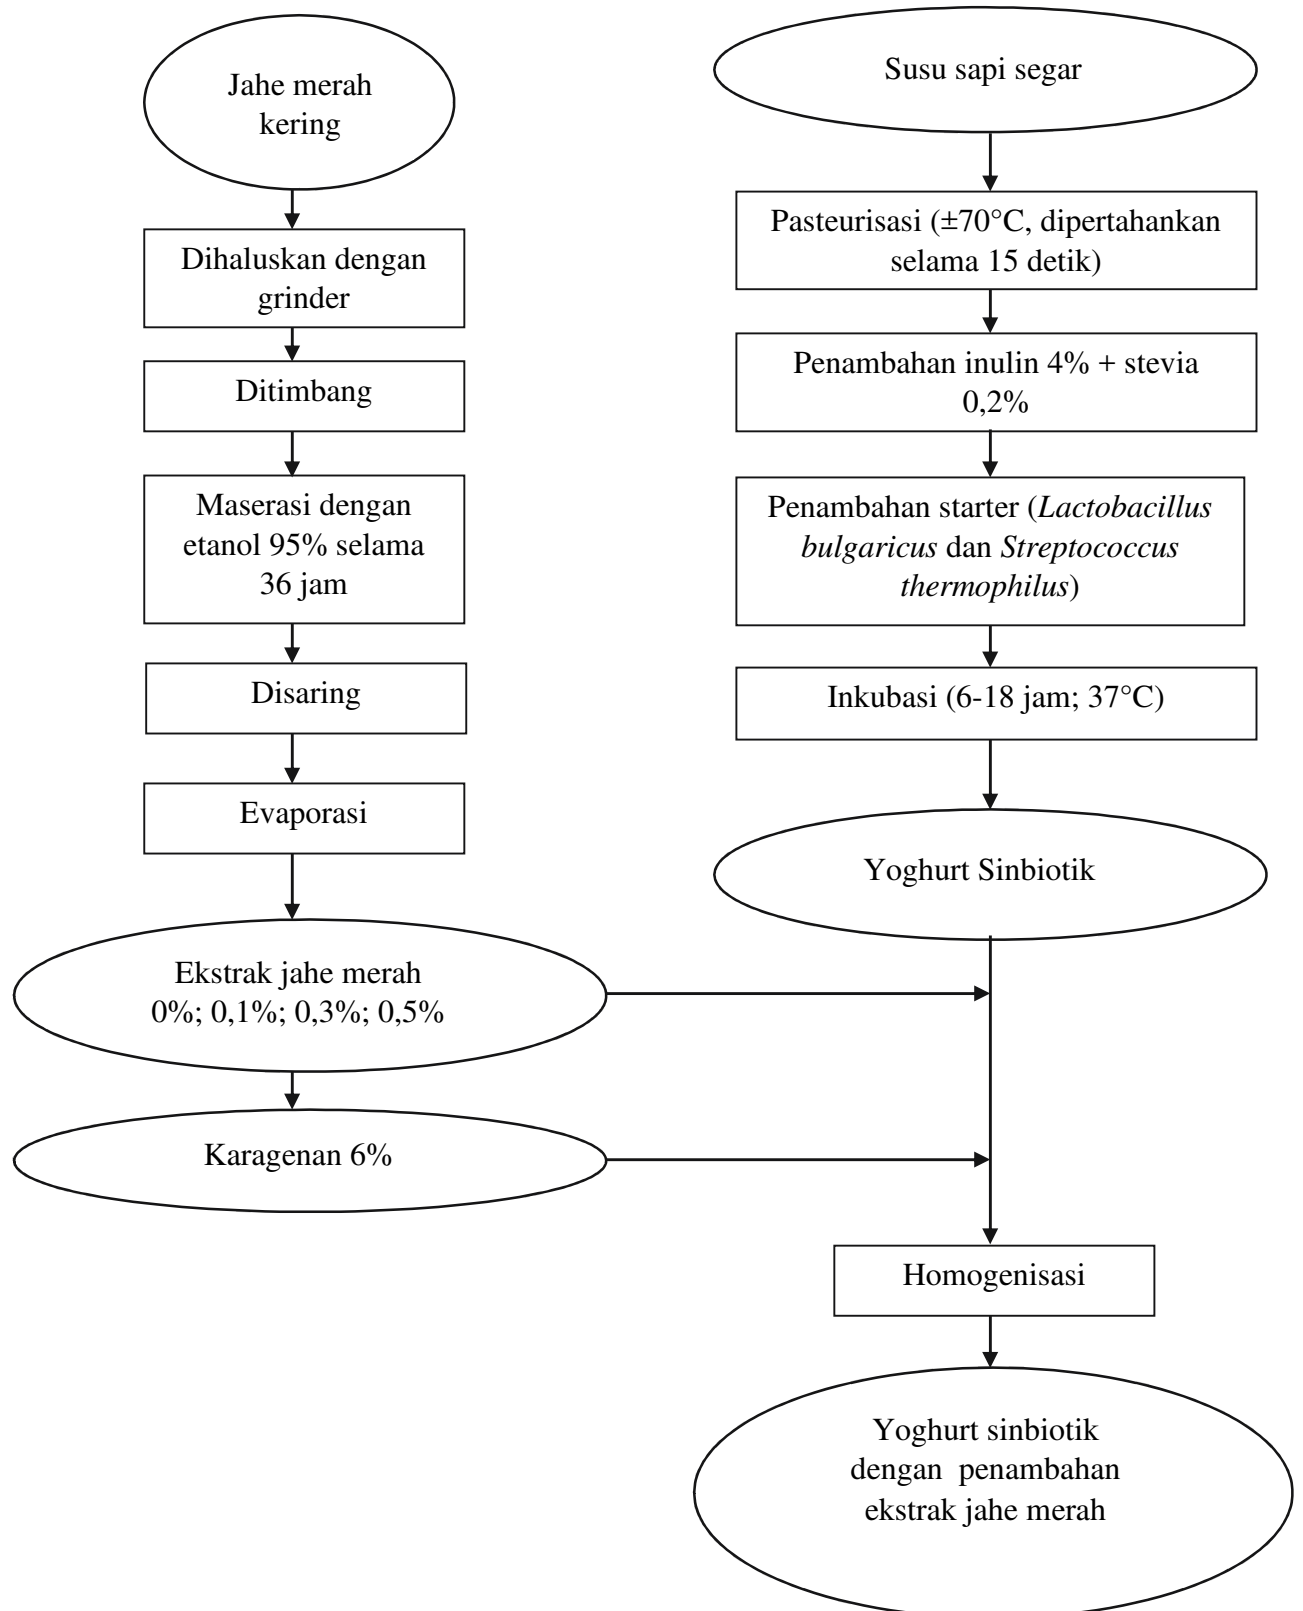 Jahe merah
kering
Dihaluskan dengan
grinder
Ditimbang
Maserasi dengan
etanol 95% selama
36 jam
Disaring
Evaporasi
Ekstrak jahe merah
0%; 0,1%; 0,3%; 0,5%
Karagenan 6%
Susu sapi segar
Pasteurisasi (±70°C, dipertahankan
selama 15 detik)
Penambahan inulin 4% + stevia
0,2%
Penambahan starter (Lactobacillus
bulgaricus dan Streptococcus
thermophilus)
Inkubasi (6-18 jam; 37°C)
Yoghurt Sinbiotik
Homogenisasi
Yoghurt sinbiotik
dengan penambahan
ekstrak jahe merah